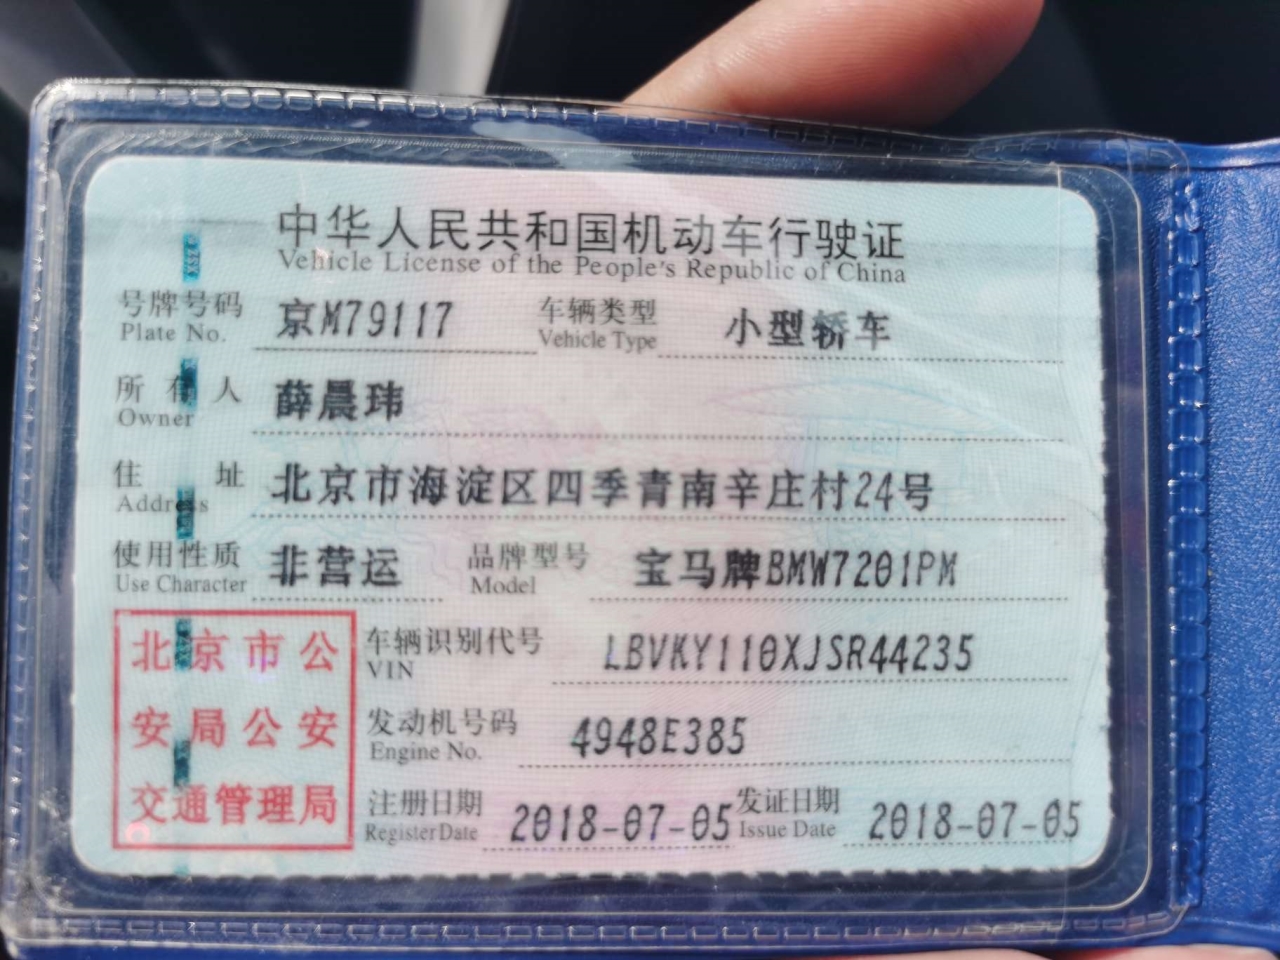 中华人民共和国机动车行驶证
Vehicle License of the People's Republic of China
号牌号码 京M79117 车辆类型 小型轿车
Plate No. Vehicle Type
所有人 薛晨玮
Owner
住址 北京市海淀区四季青南辛庄村24号
Address
使用性质 非营运 品牌型号 宝马牌BMW7201PM
Use Character Model
北京市公
安局公安
交通管理局
车辆识别代号 LBVKY110XJSR44235
VIN
发动机号码 4948E385
Engine No.
注册日期 2018-07-05 发证日期 2018-07-05
Register Date Issue Date